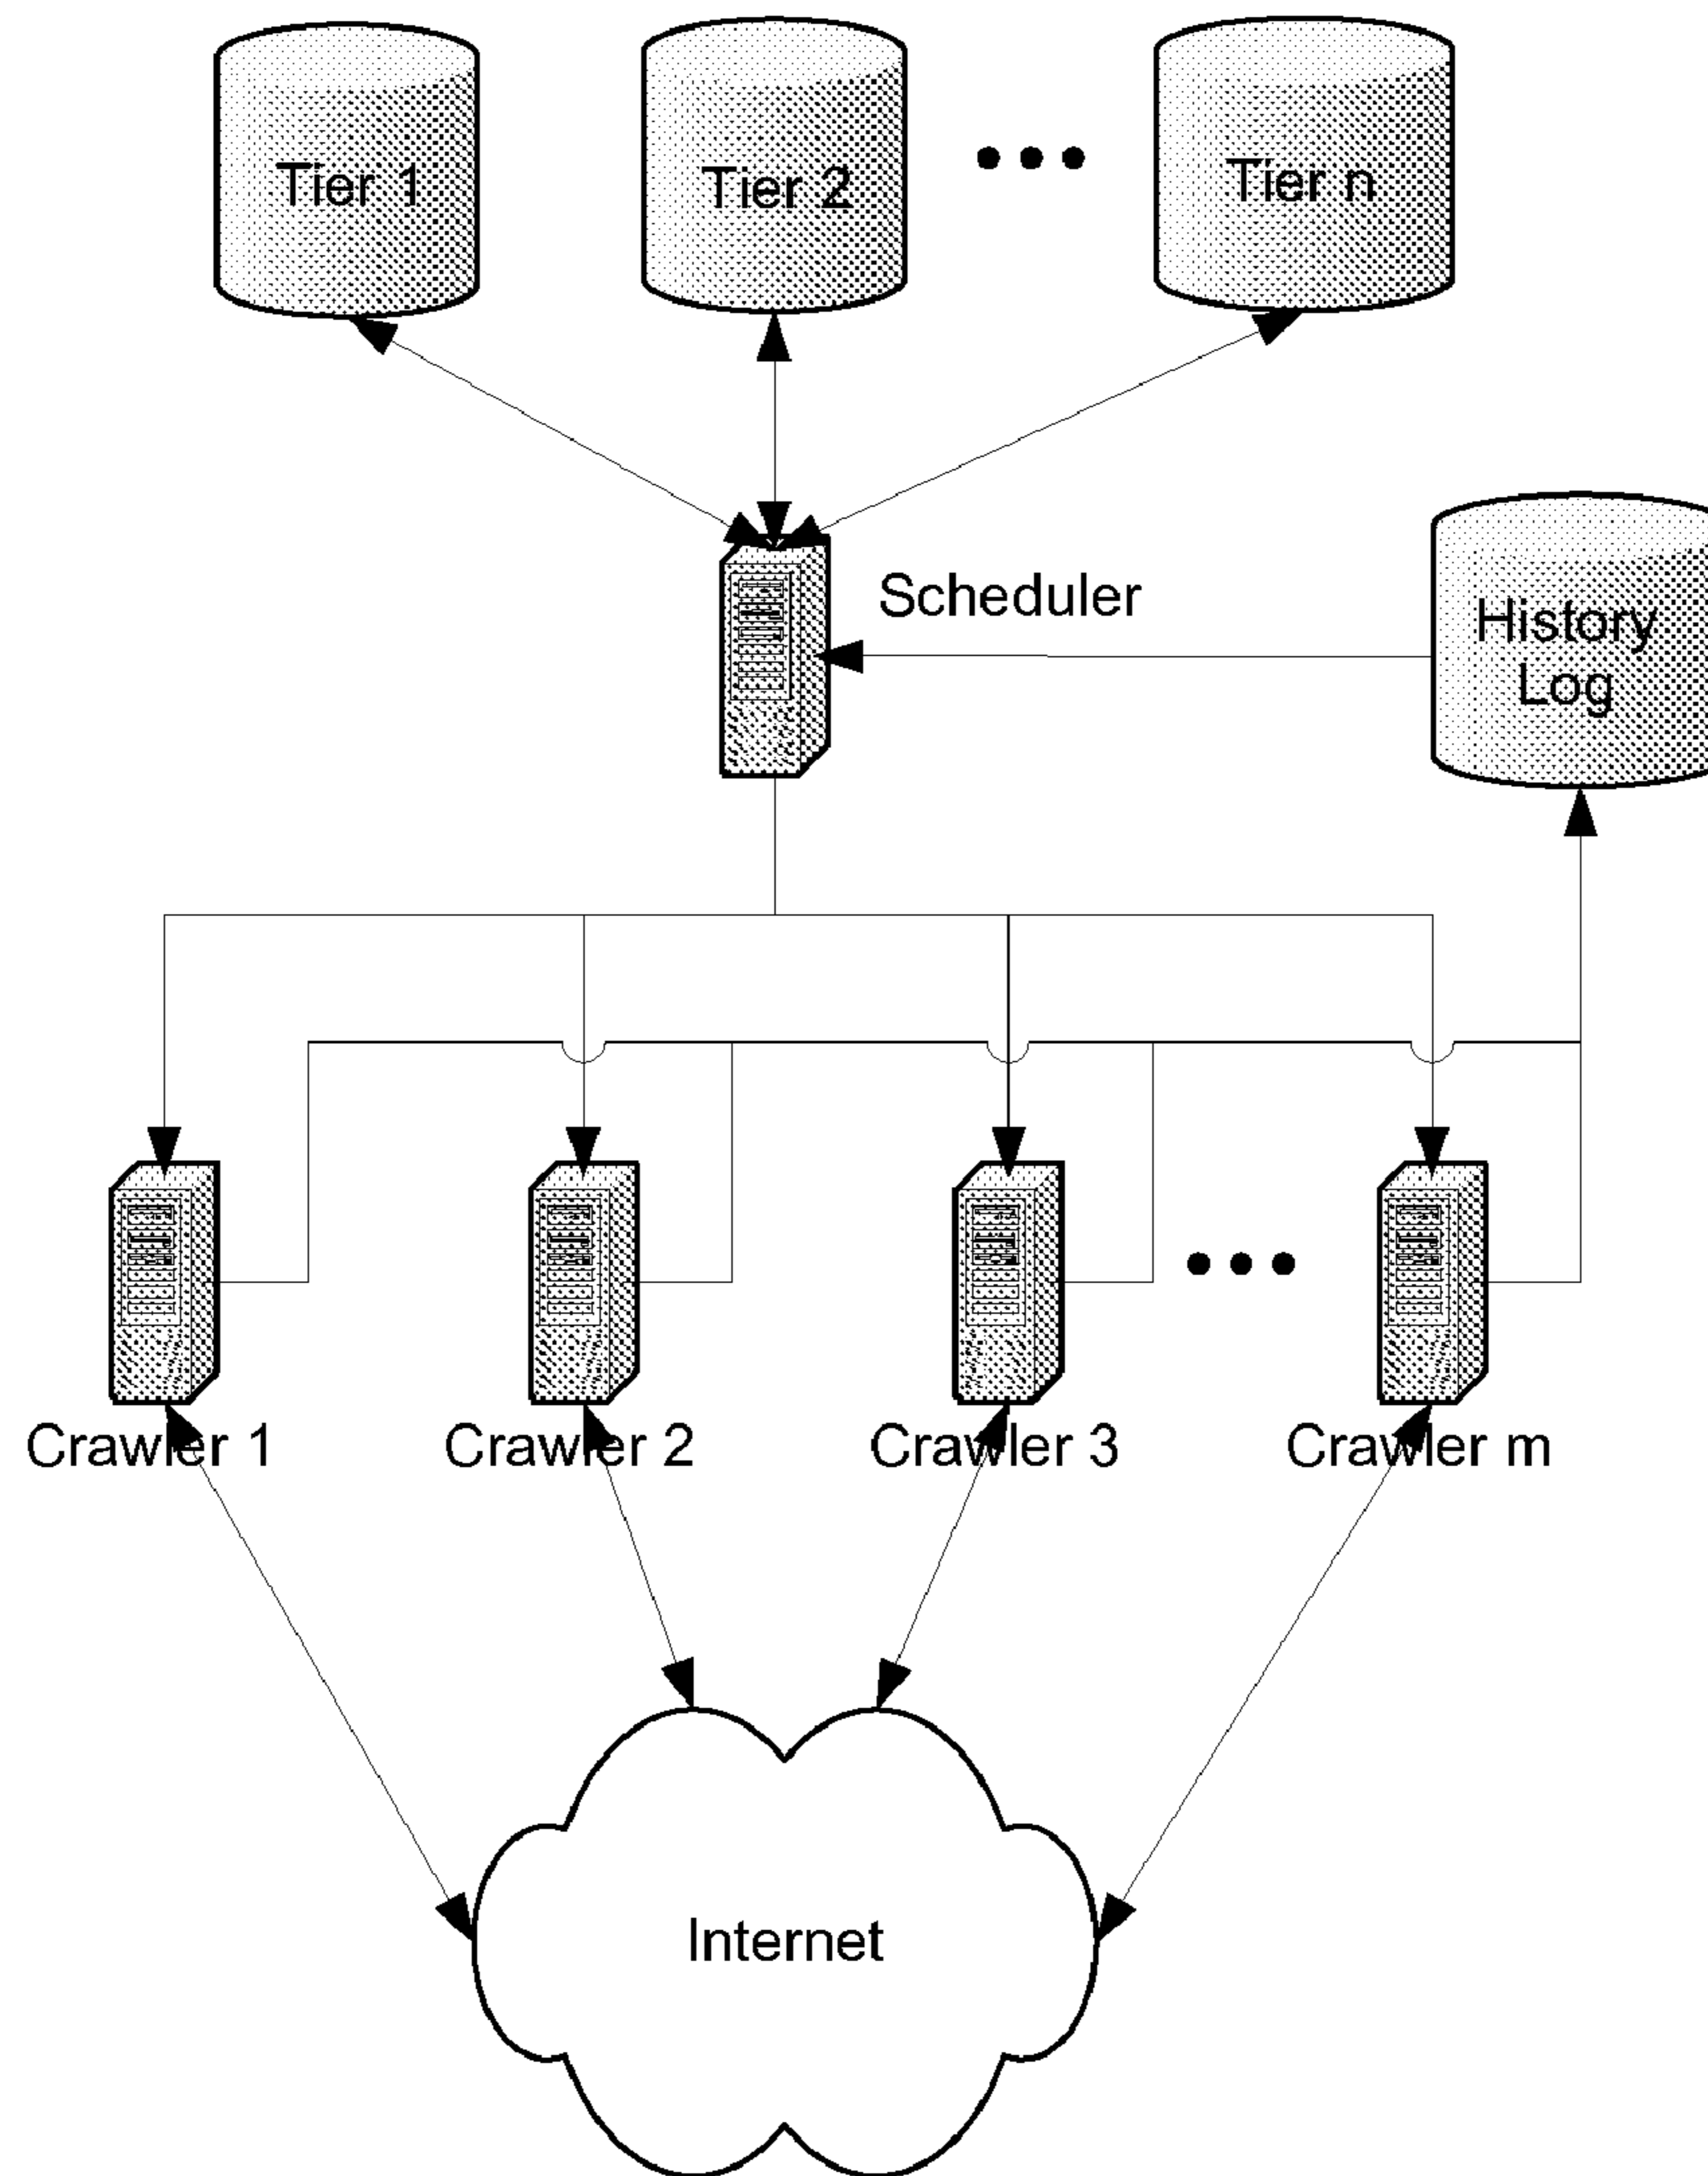 Tier 1
Tier 2
Tier n
Scheduler
History
Log
Crawler 1
Crawler 2
Crawler 3
Crawler m
Internet